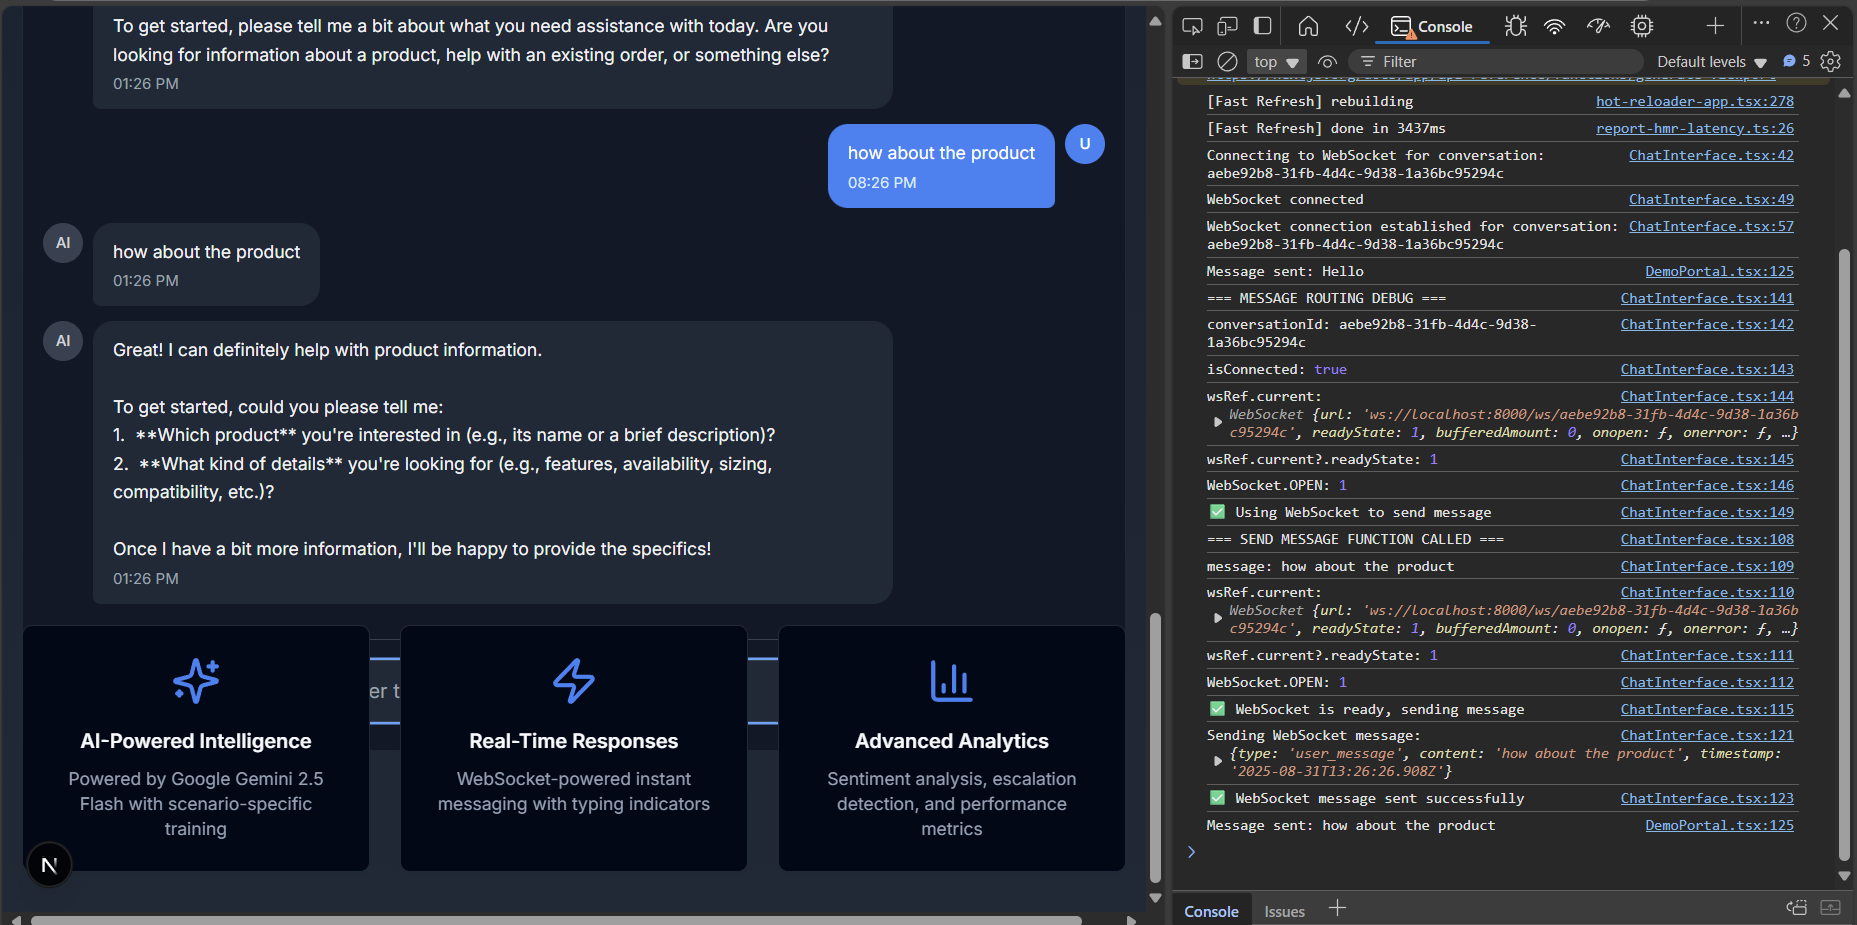 To get started, please tell me a bit about what you need assistance with today. Are you
looking for information about a product, help with an existing order, or something else?
01:26 PM
how about the product
08:26 PM
U
AI
how about the product
01:26 PM
AI
Great! I can definitely help with product information.
To get started, could you please tell me:
1. **Which product** you're interested in (e.g., its name or a brief description)?
2. **What kind of details** you're looking for (e.g., features, availability, sizing,
compatibility, etc.)?
Once I have a bit more information, I'll be happy to provide the specifics!
01:26 PM
er t
AI-Powered Intelligence
Powered by Google Gemini 2.5
Flash with scenario-specific
training
Real-Time Responses
WebSocket-powered instant
messaging with typing indicators
Advanced Analytics
Sentiment analysis, escalation
detection, and performance
metrics
N
Console
top
Filter
Default levels
5
[Fast Refresh] rebuilding hot-reloader-app.tsx:278
[Fast Refresh] done in 3437ms report-hmr-latency.ts:26
Connecting to WebSocket for conversation: ChatInterface.tsx:42
aebe92b8-31fb-4d4c-9d38-1a36bc95294c
WebSocket connected ChatInterface.tsx:49
WebSocket connection established for conversation: ChatInterface.tsx:57
aebe92b8-31fb-4d4c-9d38-1a36bc95294c
Message sent: Hello DemoPortal.tsx:125
=== MESSAGE ROUTING DEBUG === ChatInterface.tsx:141
conversationId: aebe92b8-31fb-4d4c-9d38- ChatInterface.tsx:142
1a36bc95294c
isConnected: true ChatInterface.tsx:143
wsRef.current: ChatInterface.tsx:144
WebSocket {url: 'ws://localhost:8000/ws/aebe92b8-31fb-4d4c-9d38-1a36b
c95294c', readyState: 1, bufferedAmount: 0, onopen: ƒ, onerror: ƒ, …}
wsRef.current?.readyState: 1 ChatInterface.tsx:145
WebSocket.OPEN: 1 ChatInterface.tsx:146
✅ Using WebSocket to send message ChatInterface.tsx:149
=== SEND MESSAGE FUNCTION CALLED === ChatInterface.tsx:108
message: how about the product ChatInterface.tsx:109
wsRef.current: ChatInterface.tsx:110
WebSocket {url: 'ws://localhost:8000/ws/aebe92b8-31fb-4d4c-9d38-1a36b
c95294c', readyState: 1, bufferedAmount: 0, onopen: ƒ, onerror: ƒ, …}
wsRef.current?.readyState: 1 ChatInterface.tsx:111
WebSocket.OPEN: 1 ChatInterface.tsx:112
✅ WebSocket is ready, sending message ChatInterface.tsx:115
Sending WebSocket message: ChatInterface.tsx:121
{type: 'user_message', content: 'how about the product', timestamp:
'2025-08-31T13:26:26.908Z'}
✅ WebSocket message sent successfully ChatInterface.tsx:123
Message sent: how about the product DemoPortal.tsx:125
Console
Issues